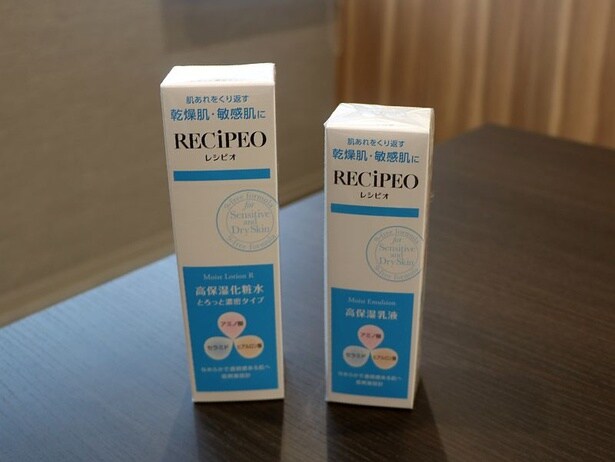 肌あれをくり返す
乾燥肌・敏感肌に
RECiPEO
レシピオ
for
Sensitive
and
Dry Skin
Moist Lotion R
高保湿化粧水
とろっと濃密タイプ
アミノ酸
セラミド
ヒアルロン酸
肌あれをくり返す
乾燥肌・敏感肌に
RECiPEO
レシピオ
for
Sensitive
and
Dry Skin
Moist Emulsion
高保湿乳液
アミノ酸
セラミド
ヒアルロン酸